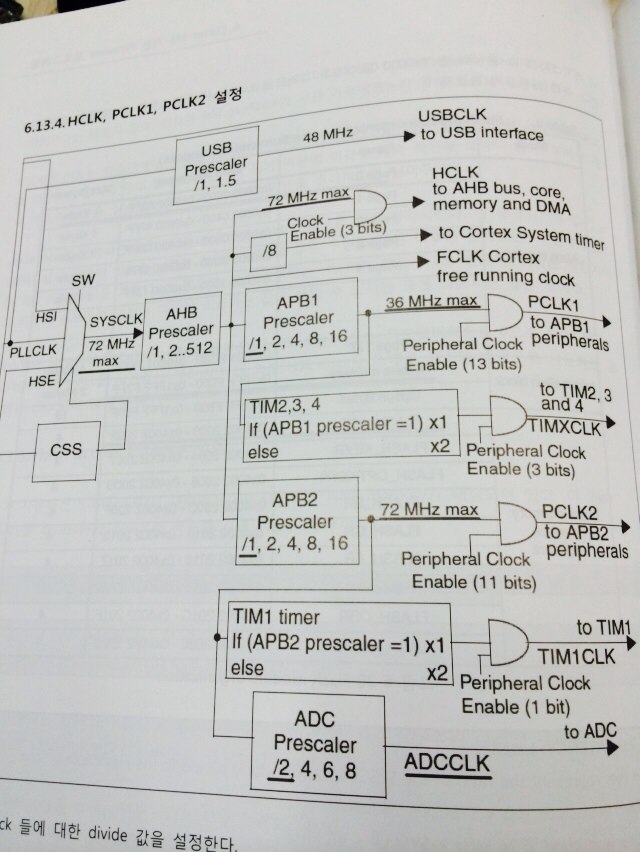 6.13.4.HCLK, PCLK1, PCLK2 설정
USB
Prescaler
/1, 1.5
48 MHz
USBCLK
to USB interface
72 MHz max
Clock
Enable (3 bits)
HCLK
to AHB bus, core,
memory and DMA
/8
to Cortex System timer
FCLK Cortex
free running clock
SW
HSI
PLLCLK
HSE
SYSCLK
72 MHz
max
AHB
Prescaler
/1, 2..512
CSS
APB1
Prescaler
/1, 2, 4, 8, 16
36 MHz max
PCLK1
to APB1
peripherals
Peripheral Clock
Enable (13 bits)
TIM2,3, 4
If (APB1 prescaler =1) x1
else x2
to TIM2, 3
and 4
TIMXCLK
Peripheral Clock
Enable (3 bits)
APB2
Prescaler
/1, 2, 4, 8, 16
72 MHz max
PCLK2
to APB2
peripherals
Peripheral Clock
Enable (11 bits)
TIM1 timer
If (APB2 prescaler =1) x1
else x2
to TIM1
TIM1CLK
Peripheral Clock
Enable (1 bit)
ADC
Prescaler
/2, 4, 6, 8
to ADC
ADCCLK
ck 들에 대한 divide 값을 설정한다.